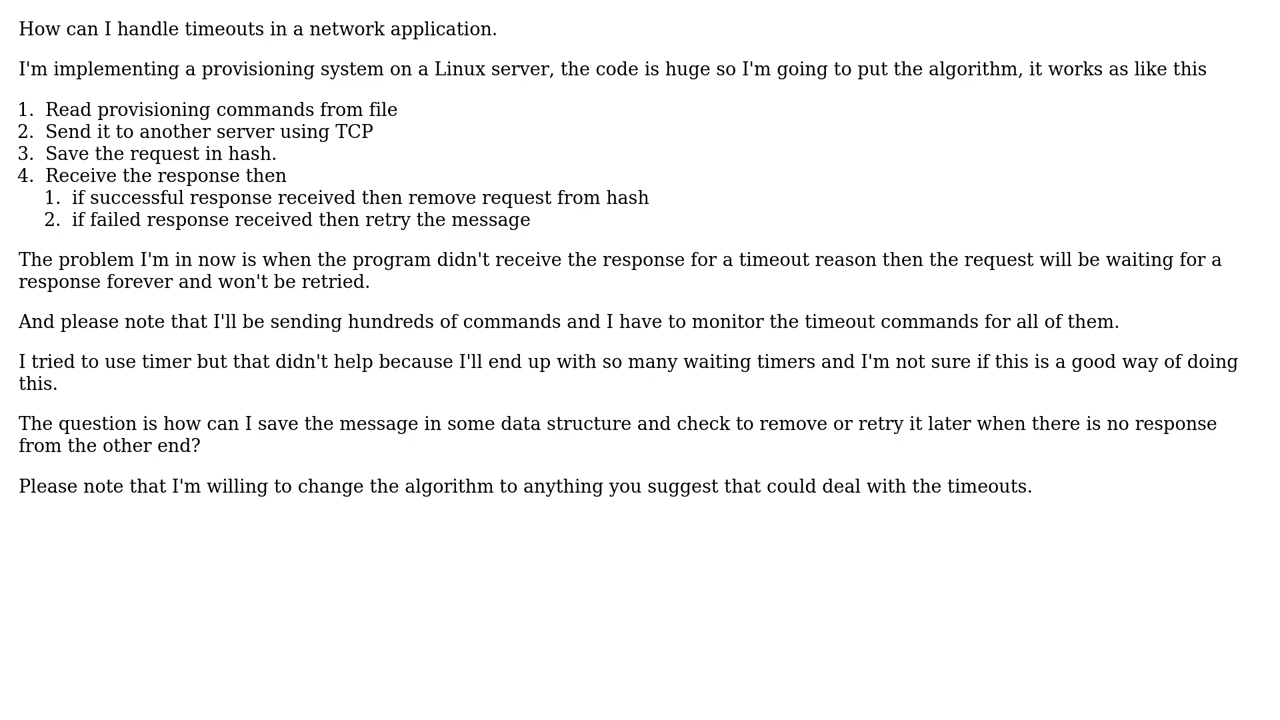 How can I handle timeouts in a network application.
I'm implementing a provisioning system on a Linux server, the code is huge so I'm going to put the algorithm, it works as like this
1. Read provisioning commands from file
2. Send it to another server using TCP
3. Save the request in hash.
4. Receive the response then
1. if successful response received then remove request from hash
2. if failed response received then retry the message
The problem I'm in now is when the program didn't receive the response for a timeout reason then the request will be waiting for a
response forever and won't be retried.
And please note that I'll be sending hundreds of commands and I have to monitor the timeout commands for all of them.
I tried to use timer but that didn't help because I'll end up with so many waiting timers and I'm not sure if this is a good way of doing
this.
The question is how can I save the message in some data structure and check to remove or retry it later when there is no response
from the other end?
Please note that I'm willing to change the algorithm to anything you suggest that could deal with the timeouts.